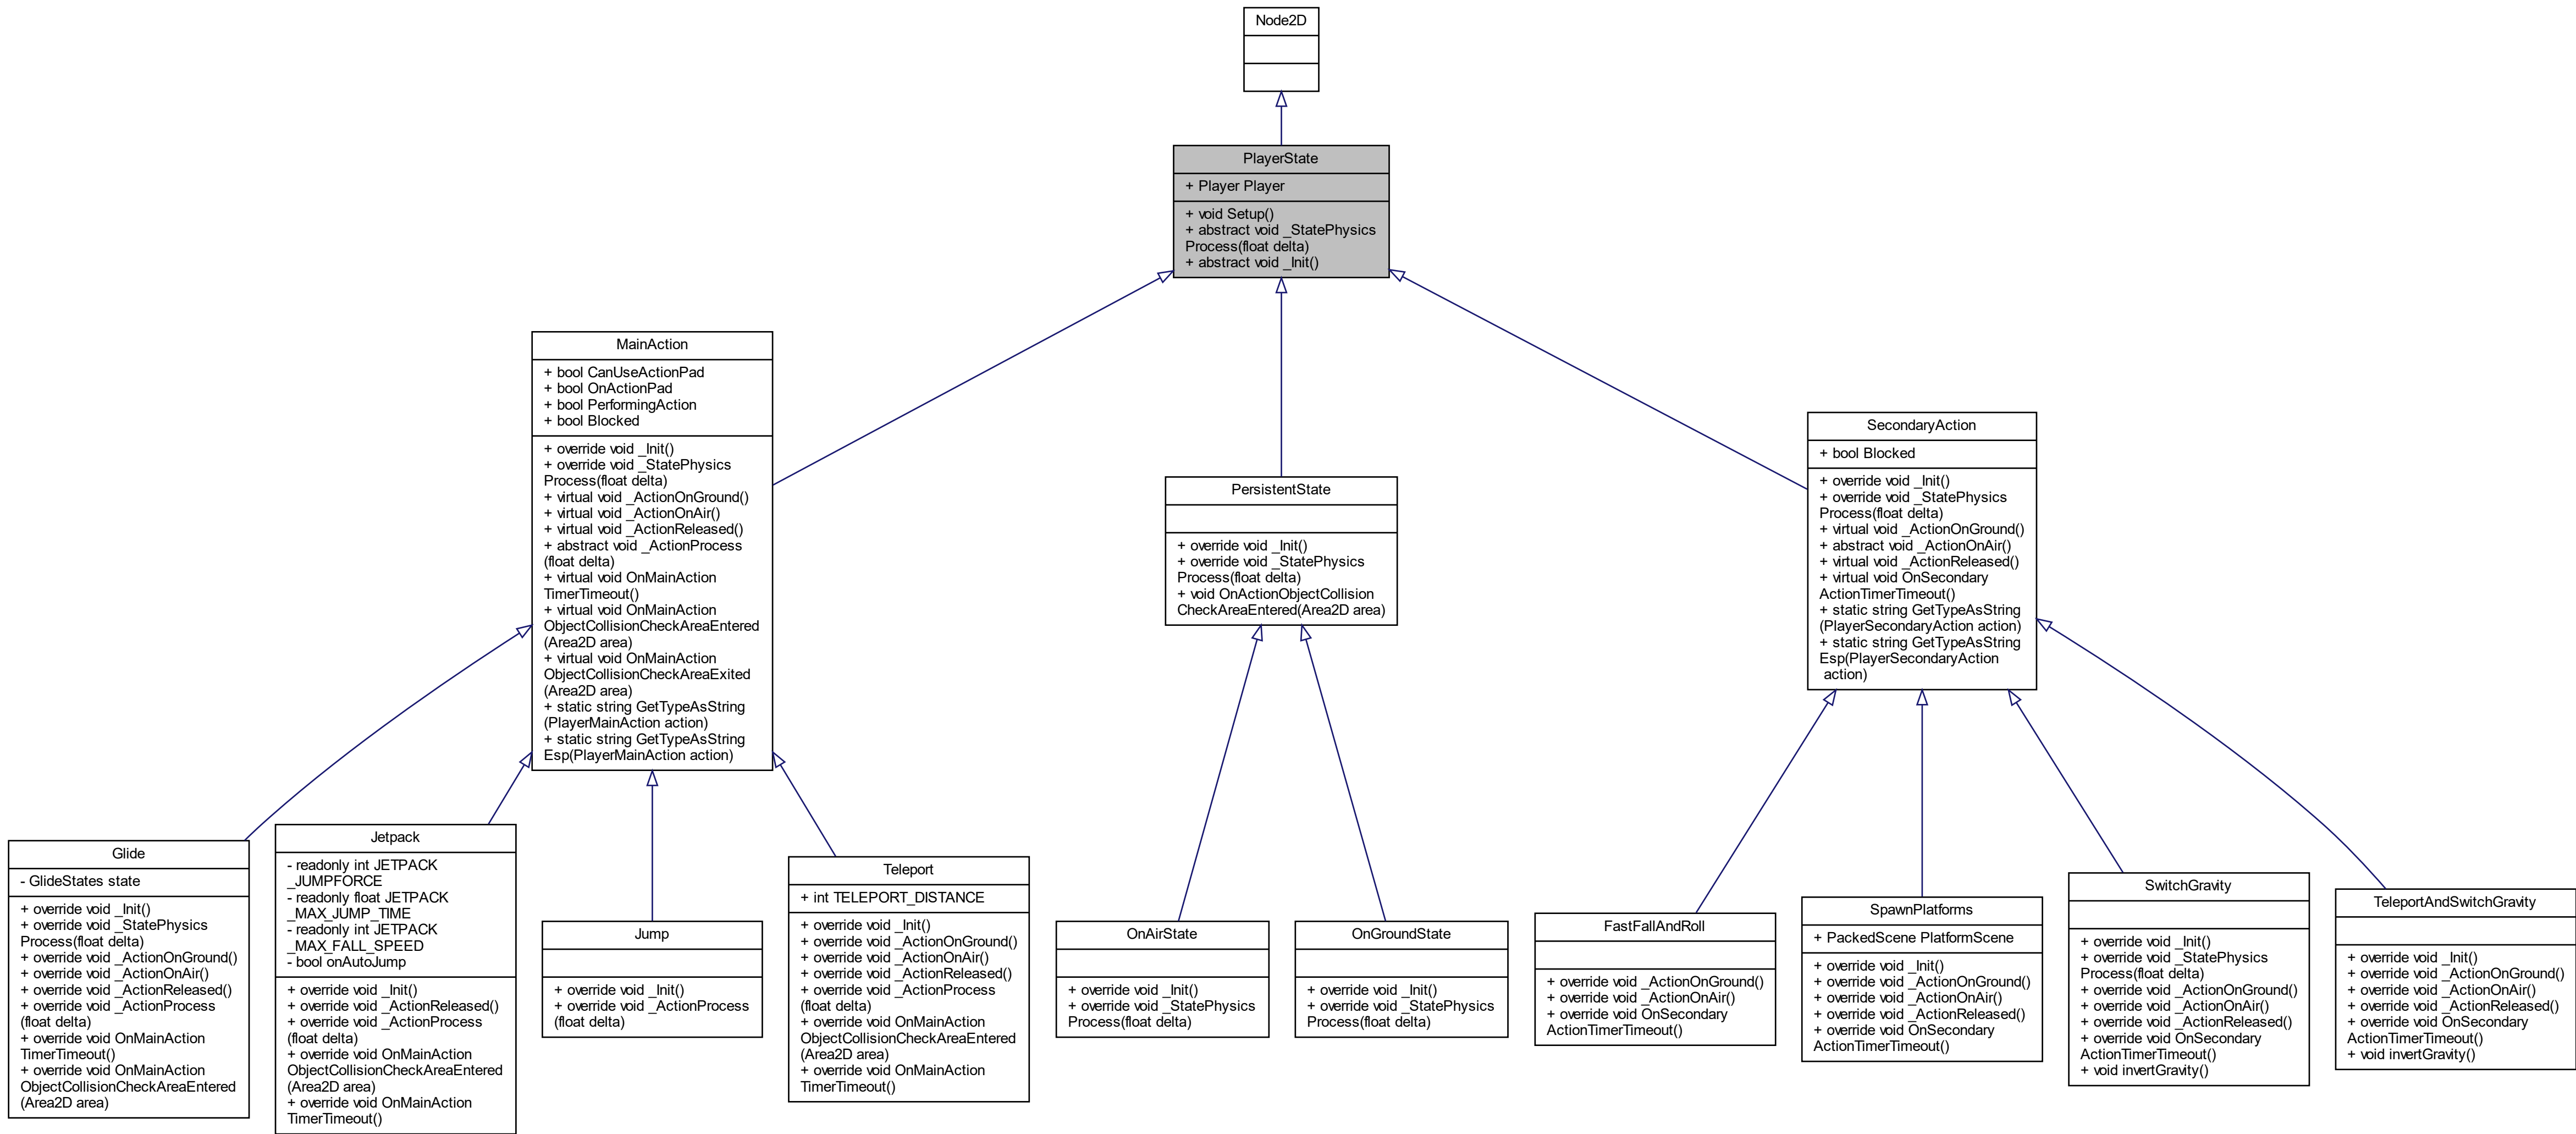 Node2D
PlayerState
+ Player Player
+ void Setup()
+ abstract void _StatePhysics
Process(float delta)
+ abstract void _Init()
MainAction
+ bool CanUseActionPad
+ bool OnActionPad
+ bool PerformingAction
+ bool Blocked
+ override void _Init()
+ override void _StatePhysics
Process(float delta)
+ virtual void _ActionOnGround()
+ virtual void _ActionOnAir()
+ virtual void _ActionReleased()
+ abstract void _ActionProcess
(float delta)
+ virtual void OnMainAction
TimerTimeout()
+ virtual void OnMainAction
ObjectCollisionCheckAreaEntered
(Area2D area)
+ virtual void OnMainAction
ObjectCollisionCheckAreaExited
(Area2D area)
+ static string GetTypeAsString
(PlayerMainAction action)
+ static string GetTypeAsString
Esp(PlayerMainAction action)
PersistentState
+ override void _Init()
+ override void _StatePhysics
Process(float delta)
+ void OnActionObjectCollision
CheckAreaEntered(Area2D area)
SecondaryAction
+ bool Blocked
+ override void _Init()
+ override void _StatePhysics
Process(float delta)
+ virtual void _ActionOnGround()
+ abstract void _ActionOnAir()
+ virtual void _ActionReleased()
+ virtual void OnSecondary
ActionTimerTimeout()
+ static string GetTypeAsString
(PlayerSecondaryAction action)
+ static string GetTypeAsString
Esp(PlayerSecondaryAction
action)
Glide
- GlideStates state
+ override void _Init()
+ override void _StatePhysics
Process(float delta)
+ override void _ActionOnGround()
+ override void _ActionOnAir()
+ override void _ActionReleased()
+ override void _ActionProcess
(float delta)
+ override void OnMainAction
TimerTimeout()
+ override void OnMainAction
ObjectCollisionCheckAreaEntered
(Area2D area)
Jetpack
- readonly int JETPACK
_JUMPFORCE
- readonly float JETPACK
_MAX_JUMP_TIME
- readonly int JETPACK
_MAX_FALL_SPEED
- bool onAutoJump
+ override void _Init()
+ override void _ActionReleased()
+ override void _ActionProcess
(float delta)
+ override void OnMainAction
ObjectCollisionCheckAreaEntered
(Area2D area)
+ override void OnMainAction
TimerTimeout()
Jump
+ override void _Init()
+ override void _ActionProcess
(float delta)
Teleport
+ int TELEPORT_DISTANCE
+ override void _Init()
+ override void _ActionOnGround()
+ override void _ActionOnAir()
+ override void _ActionReleased()
+ override void _ActionProcess
(float delta)
+ override void OnMainAction
ObjectCollisionCheckAreaEntered
(Area2D area)
+ override void OnMainAction
TimerTimeout()
OnAirState
+ override void _Init()
+ override void _StatePhysics
Process(float delta)
OnGroundState
+ override void _Init()
+ override void _StatePhysics
Process(float delta)
FastFallAndRoll
+ override void _ActionOnGround()
+ override void _ActionOnAir()
+ override void OnSecondary
ActionTimerTimeout()
SpawnPlatforms
+ PackedScene PlatformScene
+ override void _Init()
+ override void _ActionOnGround()
+ override void _ActionOnAir()
+ override void _ActionReleased()
+ override void OnSecondary
ActionTimerTimeout()
SwitchGravity
+ override void _Init()
+ override void _StatePhysics
Process(float delta)
+ override void _ActionOnGround()
+ override void _ActionOnAir()
+ override void _ActionReleased()
+ override void OnSecondary
ActionTimerTimeout()
+ void invertGravity()
TeleportAndSwitchGravity
+ override void _Init()
+ override void _ActionOnGround()
+ override void _ActionOnAir()
+ override void _ActionReleased()
+ override void OnSecondary
ActionTimerTimeout()
+ void invertGravity()